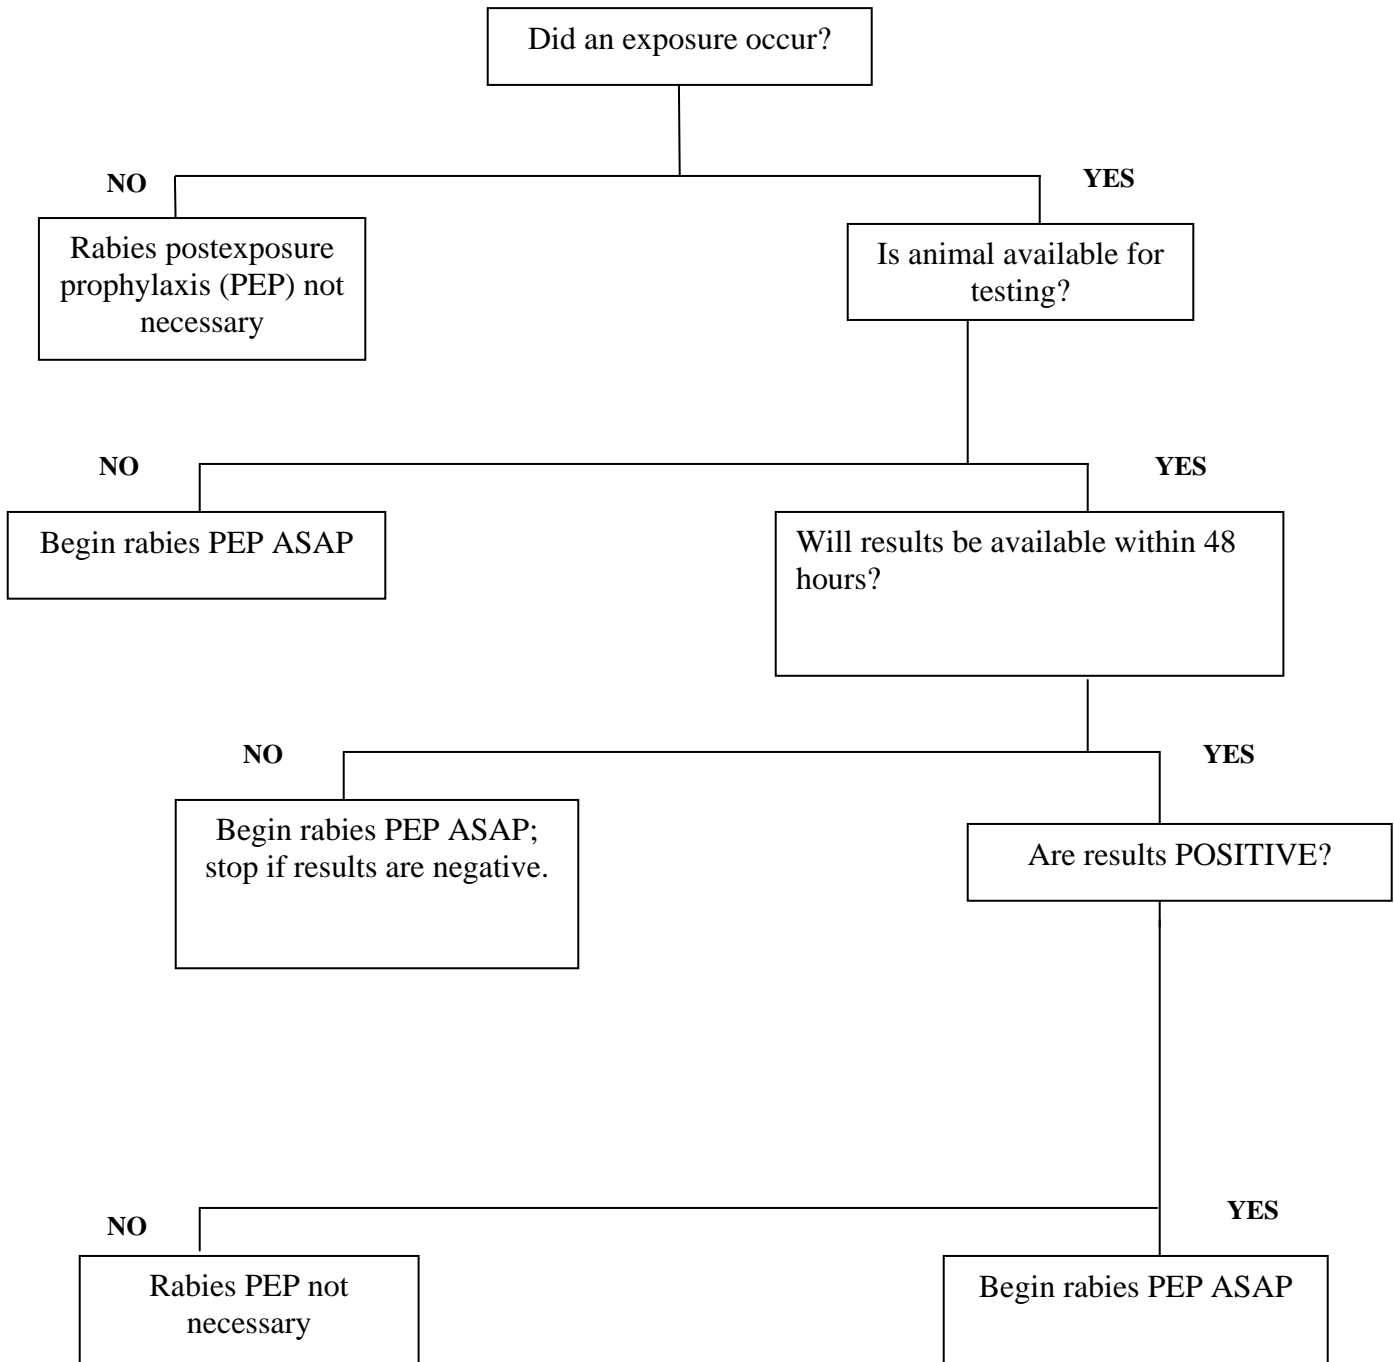 Did an exposure occur?
NO
YES
Rabies postexposure
prophylaxis (PEP) not
necessary
Is animal available for
testing?
NO
YES
Begin rabies PEP ASAP
Will results be available within 48
hours?
NO
YES
Begin rabies PEP ASAP;
stop if results are negative.
Are results POSITIVE?
NO
YES
Rabies PEP not
necessary
Begin rabies PEP ASAP